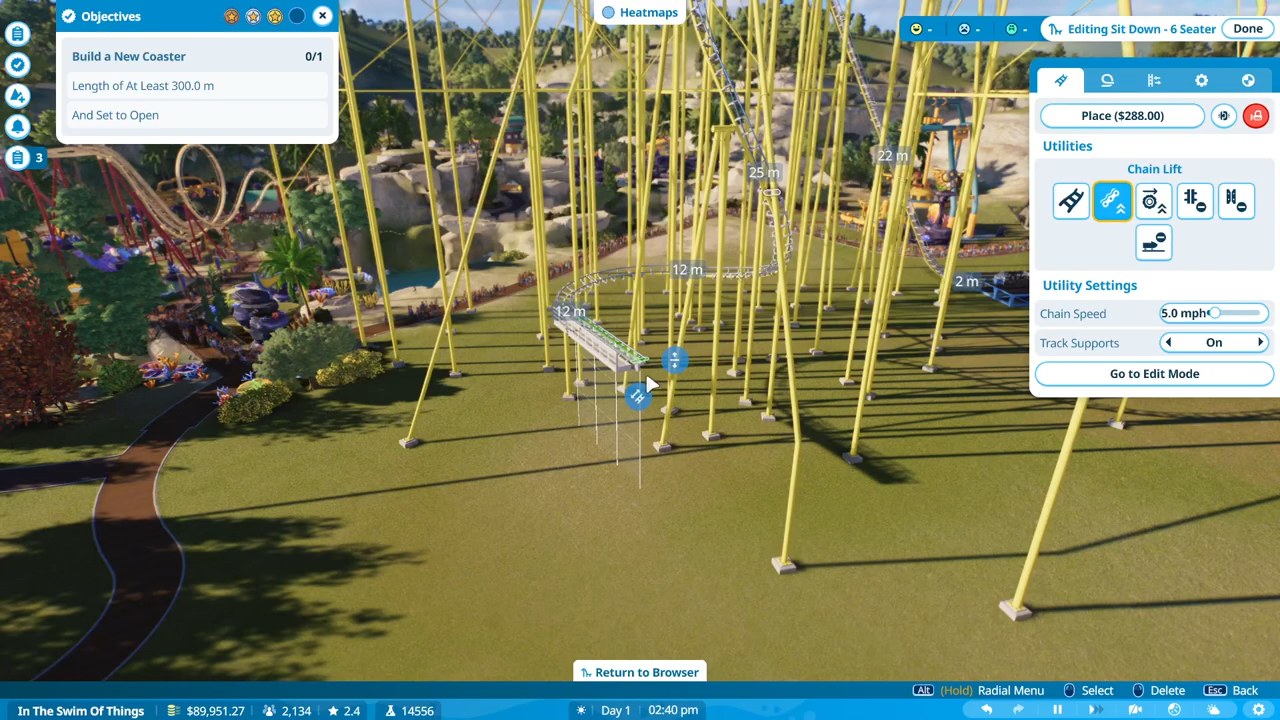 Objectives
Build a New Coaster 0/1
Length of At Least 300.0 m
And Set to Open
3
Heatmaps
- - - Editing Sit Down - 6 Seater Done
Place ($288.00)
Utilities
Chain Lift
Utility Settings
Chain Speed 5.0 mph
Track Supports On
Go to Edit Mode
22 m
25 m
12 m
2 m
12 m
Return to Browser
Alt (Hold) Radial Menu Select Delete Esc Back
In The Swim Of Things $89,951.27 2,134 2.4 14556 Day 1 02:40 pm